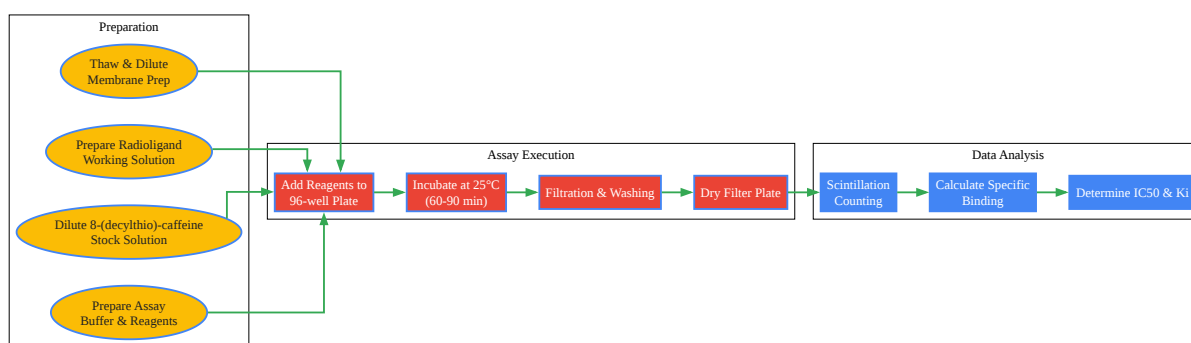 Preparation
Thaw & Dilute
Membrane Prep
Prepare Radioligand
Working Solution
Dilute 8-(decylthio)-caffeine
Stock Solution
Prepare Assay
Buffer & Reagents
Assay Execution
Add Reagents to
96-well Plate
Incubate at 25°C
(60-90 min)
Filtration & Washing
Dry Filter Plate
Data Analysis
Scintillation
Counting
Calculate Specific
Binding
Determine IC50 & Ki